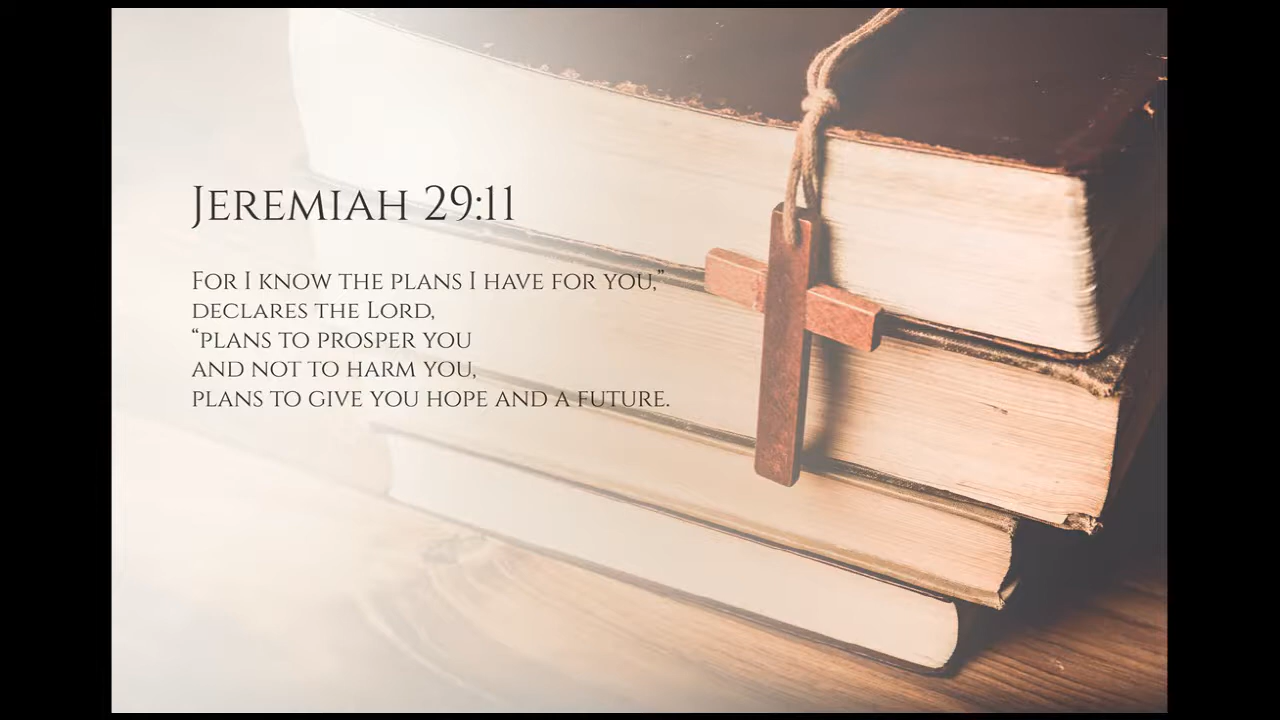 Jeremiah 29:11
For I know the plans I have for you,”
declares the Lord,
“plans to prosper you
and not to harm you,
plans to give you hope and a future.